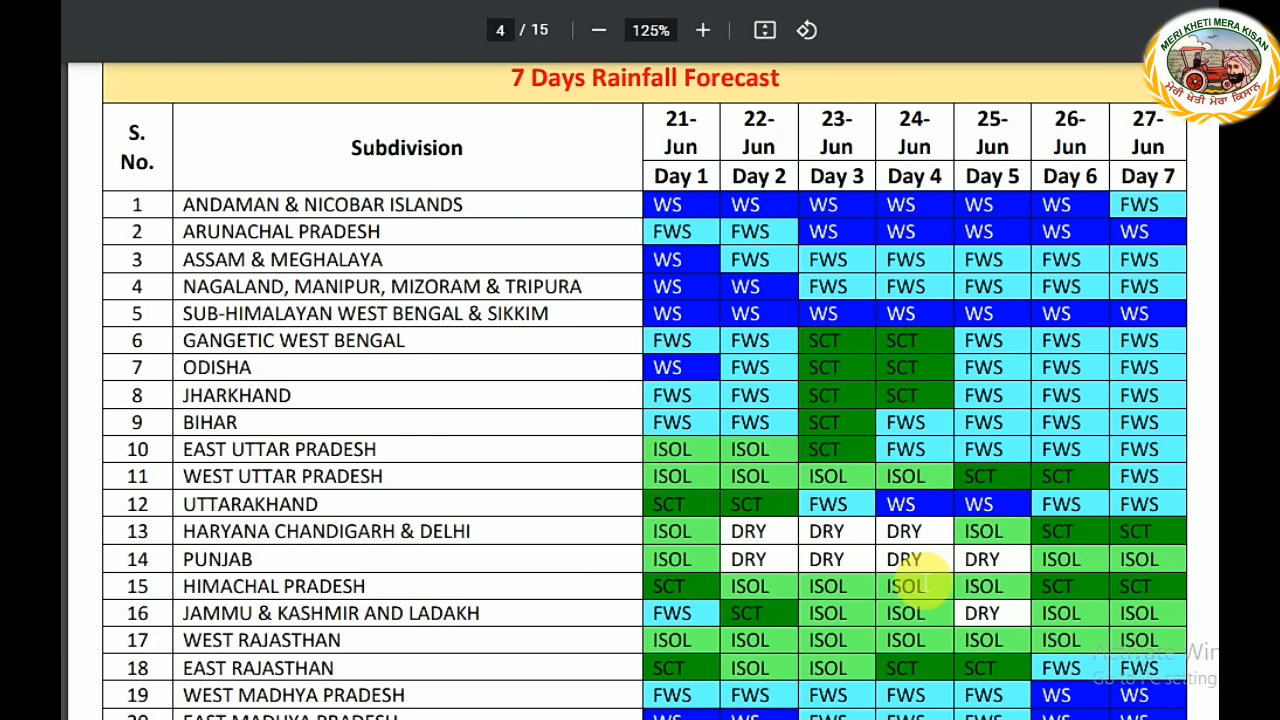 4 / 15 125%
MERI KHETI MERA KISAN
ਮੇਰੀ ਖੇਤੀ ਮੇਰਾ ਕਿਸਾਨ
7 Days Rainfall Forecast
S. No. Subdivision 21-Jun 22-Jun 23-Jun 24-Jun 25-Jun 26-Jun 27-Jun
Day 1 Day 2 Day 3 Day 4 Day 5 Day 6 Day 7
1 ANDAMAN & NICOBAR ISLANDS WS WS WS WS WS WS FWS
2 ARUNACHAL PRADESH FWS FWS WS WS WS WS WS
3 ASSAM & MEGHALAYA WS FWS FWS FWS FWS FWS FWS
4 NAGALAND, MANIPUR, MIZORAM & TRIPURA WS WS FWS FWS FWS FWS FWS
5 SUB-HIMALAYAN WEST BENGAL & SIKKIM WS WS WS WS WS WS WS
6 GANGETIC WEST BENGAL FWS FWS SCT SCT FWS FWS FWS
7 ODISHA WS FWS SCT SCT FWS FWS FWS
8 JHARKHAND FWS FWS SCT SCT FWS FWS FWS
9 BIHAR FWS FWS SCT FWS FWS FWS FWS
10 EAST UTTAR PRADESH ISOL ISOL SCT FWS FWS FWS FWS
11 WEST UTTAR PRADESH ISOL ISOL ISOL ISOL SCT SCT FWS
12 UTTARAKHAND SCT SCT FWS WS WS FWS FWS
13 HARYANA CHANDIGARH & DELHI ISOL DRY DRY DRY ISOL SCT SCT
14 PUNJAB ISOL DRY DRY DRY DRY ISOL ISOL
15 HIMACHAL PRADESH SCT ISOL ISOL ISOL ISOL SCT SCT
16 JAMMU & KASHMIR AND LADAKH FWS SCT ISOL ISOL DRY ISOL ISOL
17 WEST RAJASTHAN ISOL ISOL ISOL ISOL ISOL ISOL ISOL
18 EAST RAJASTHAN SCT ISOL ISOL SCT SCT FWS FWS
19 WEST MADHYA PRADESH FWS FWS FWS FWS FWS WS WS
20 EAST MADHYA PRADESH
Activate Win
Go to PC setting